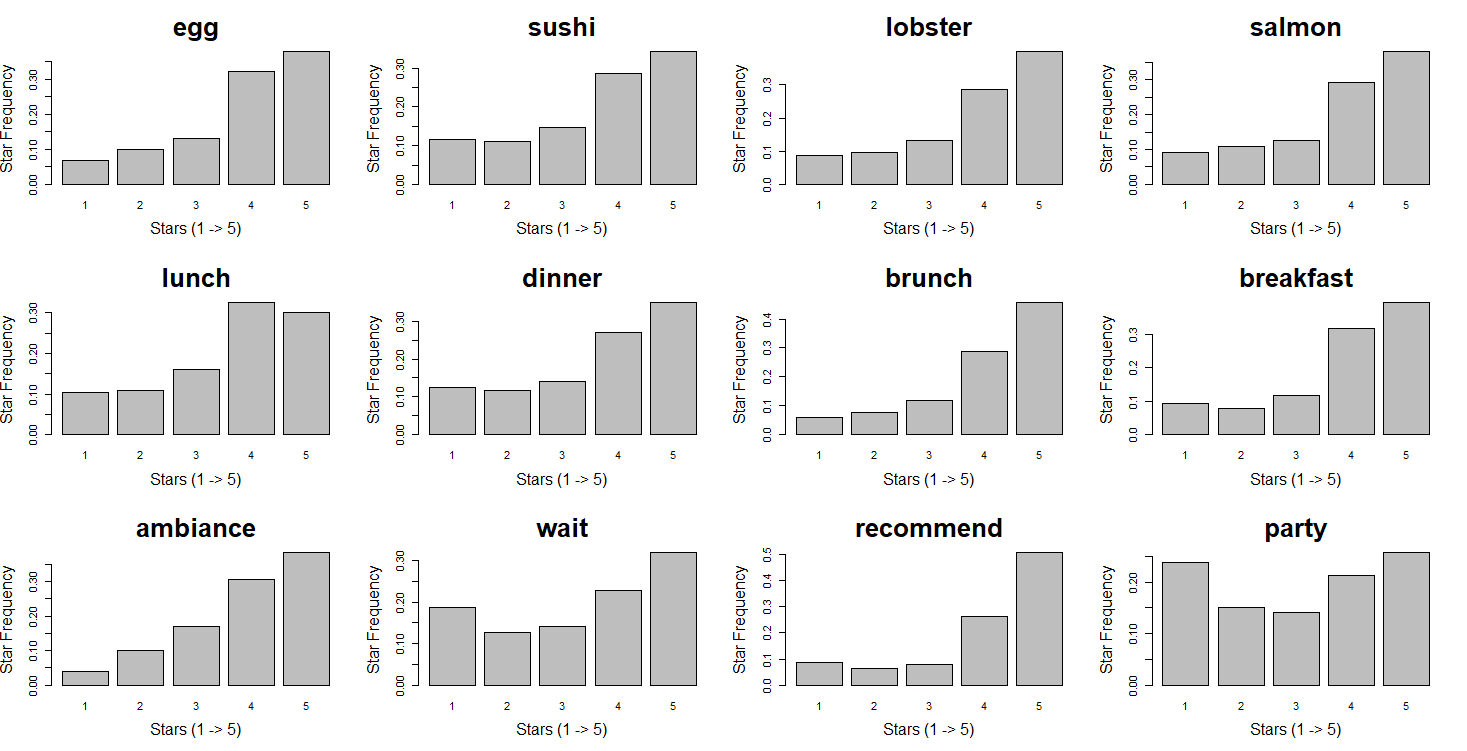 egg
Star Frequency
0.00 0.10 0.20 0.30
1 2 3 4 5
Stars (1 -> 5)
sushi
Star Frequency
0.00 0.10 0.20 0.30
1 2 3 4 5
Stars (1 -> 5)
lobster
Star Frequency
0.0 0.1 0.2 0.3
1 2 3 4 5
Stars (1 -> 5)
salmon
Star Frequency
0.00 0.10 0.20 0.30
1 2 3 4 5
Stars (1 -> 5)
lunch
Star Frequency
0.00 0.10 0.20 0.30
1 2 3 4 5
Stars (1 -> 5)
dinner
Star Frequency
0.00 0.10 0.20 0.30
1 2 3 4 5
Stars (1 -> 5)
brunch
Star Frequency
0.0 0.1 0.2 0.3 0.4
1 2 3 4 5
Stars (1 -> 5)
breakfast
Star Frequency
0.0 0.1 0.2 0.3
1 2 3 4 5
Stars (1 -> 5)
ambiance
Star Frequency
0.00 0.10 0.20 0.30
1 2 3 4 5
Stars (1 -> 5)
wait
Star Frequency
0.00 0.10 0.20 0.30
1 2 3 4 5
Stars (1 -> 5)
recommend
Star Frequency
0.0 0.1 0.2 0.3 0.4 0.5
1 2 3 4 5
Stars (1 -> 5)
party
Star Frequency
0.00 0.10 0.20
1 2 3 4 5
Stars (1 -> 5)